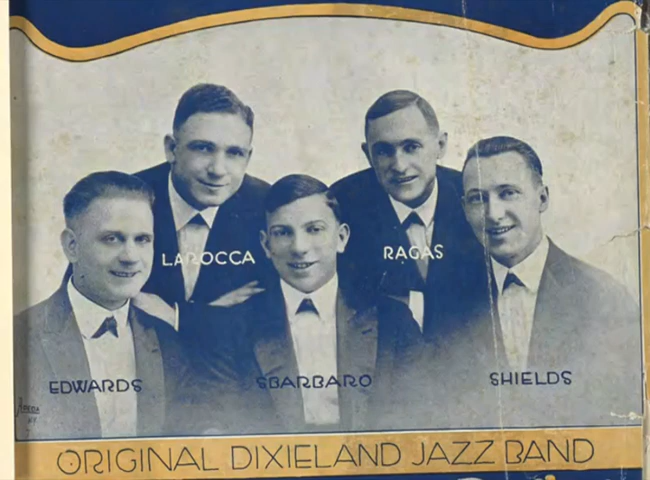 LAROCCA
RAGAS
EDWARDS
SBARBARO
SHIELDS
ORIGINAL DIXIELAND JAZZ BAND